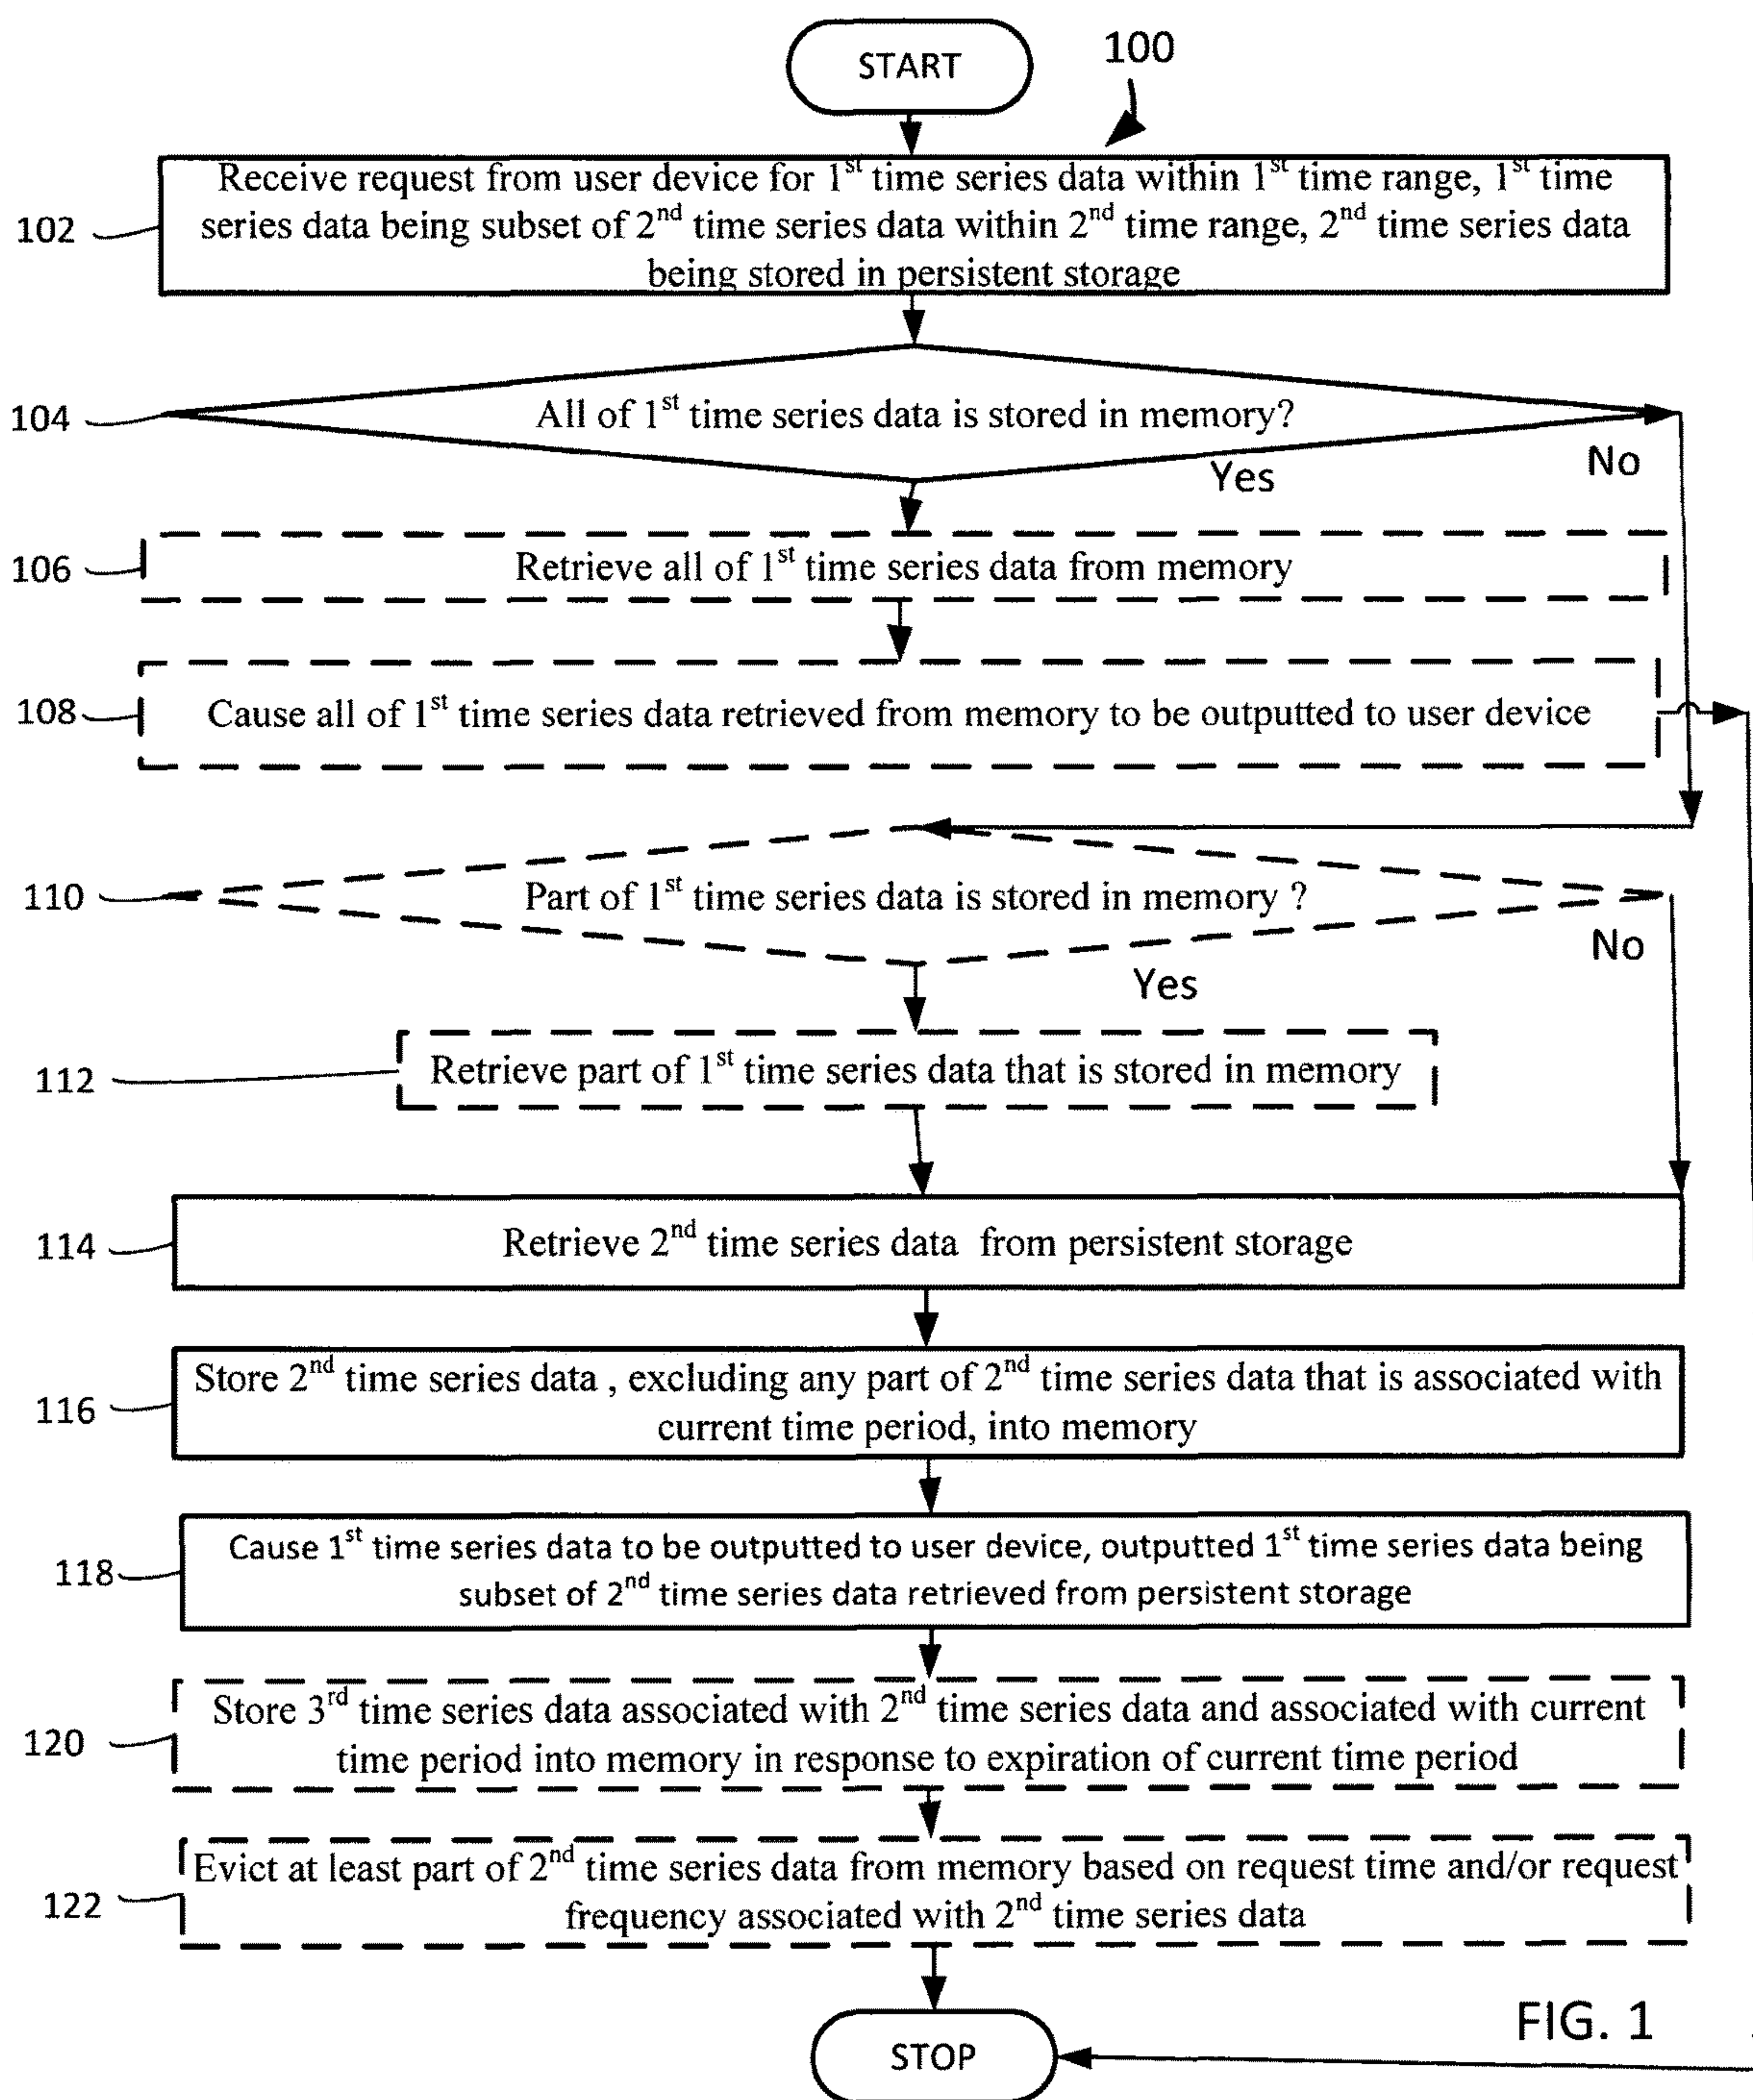 START
100
Receive request from user device for 1st time series data within 1st time range, 1st time
series data being subset of 2nd time series data within 2nd time range, 2nd time series data
being stored in persistent storage
102
All of 1st time series data is stored in memory?
104
Yes
No
Retrieve all of 1st time series data from memory
106
Cause all of 1st time series data retrieved from memory to be outputted to user device
108
Part of 1st time series data is stored in memory ?
110
No
Yes
Retrieve part of 1st time series data that is stored in memory
112
Retrieve 2nd time series data from persistent storage
114
Store 2nd time series data , excluding any part of 2nd time series data that is associated with
current time period, into memory
116
Cause 1st time series data to be outputted to user device, outputted 1st time series data being
subset of 2nd time series data retrieved from persistent storage
118
Store 3rd time series data associated with 2nd time series data and associated with current
time period into memory in response to expiration of current time period
120
Evict at least part of 2nd time series data from memory based on request time and/or request
frequency associated with 2nd time series data
122
FIG. 1
STOP